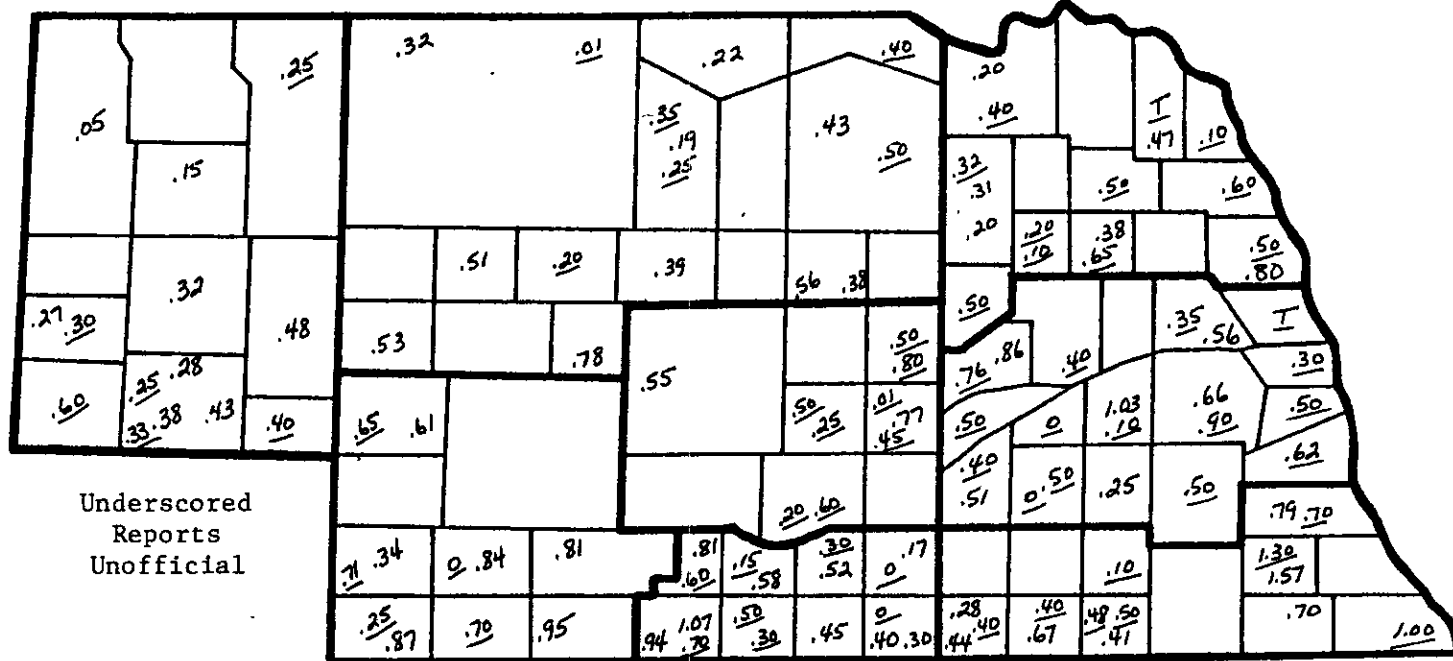 .32 .01 .22 .40
.25 .20
.05 .35 .43 T
.19 .40 .47 .10
.15 .25 .50 .32 .50 .60
.31
.20 .20 .38 .50
.10 .65 .80
.51 .20 .39 .56 .38
.32 .50 .35 T
.27 .30 .48 .53 .78 .50 .76 .86 .40 .56 .30
.80
.28 .55 .01 .66 .50
.60 .25 .50 .77 .50 0 1.03 .90
.33 .38 .43 .40 .65 .61 .25 .45 .10 .62
.40
.51 0 .50 .25 .50
.20 .60 .79 .70
Underscored
Reports
Unofficial
.71 .34 0 .84 .81 .81 .15 .30 .17 .10 1.30
.60 .58 .52 0 1.57
.25 .70 .95 1.07 .50 .45 0 .28 .40 .48 .50 .70
.87 .94 .70 .30 .40 .30 .44 .40 .67 .41 1.00